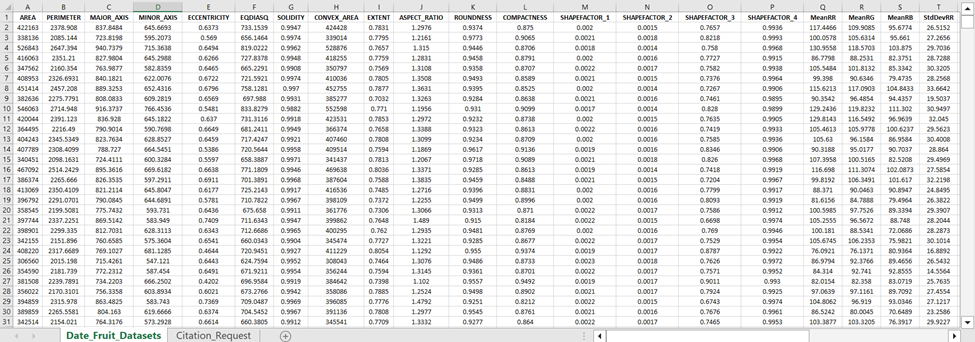 A B C D E F G H I J K L M N O P Q R S T
1 AREA PERIMETER MAJOR_AXIS MINOR_AXIS ECCENTRICITY EQDIASQ SOLIDITY CONVEX_AREA EXTENT ASPECT_RATIO ROUNDNESS COMPACTNESS SHAPEFACTOR_1 SHAPEFACTOR_2 SHAPEFACTOR_3 SHAPEFACTOR_4 MeanRR MeanRG MeanRB StdDevR
2 422163 2378.908 837.8484 645.6693 0.6373 733.1539 0.9947 424428 0.7831 1.2976 0.9374 0.875 0.002 0.0015 0.7657 0.9936 117.4466 109.9085 95.6774 26.5152
3 338136 2085.144 723.8198 595.2073 0.569 656.1464 0.9974 339014 0.7795 1.2161 0.9773 0.9065 0.0021 0.0018 0.8218 0.9993 100.0578 105.6314 95.661 27.2656
4 526843 2647.394 940.7379 715.3638 0.6494 819.0222 0.9962 528876 0.7657 1.315 0.9446 0.8706 0.0018 0.0014 0.758 0.9968 130.9558 118.5703 103.875 29.7036
5 416063 2351.21 827.9804 645.2988 0.6266 727.8378 0.9948 418255 0.7759 1.2831 0.9458 0.8791 0.002 0.0016 0.7727 0.9915 86.7798 88.2531 82.3751 28.7288
6 347562 2160.354 763.9877 582.8359 0.6465 665.2291 0.9908 350797 0.7569 1.3108 0.9358 0.8707 0.0022 0.0017 0.7582 0.9938 105.5484 101.8132 85.3342 30.3205
7 408953 2326.6931 840.1821 622.0076 0.6722 721.5921 0.9974 410036 0.7805 1.3508 0.9493 0.8589 0.0021 0.0015 0.7376 0.9964 99.398 90.6346 79.4735 28.2568
8 451414 2457.208 889.3253 652.4316 0.6796 758.1281 0.997 452755 0.7877 1.3631 0.9395 0.8525 0.002 0.0014 0.7267 0.9906 115.6213 117.0903 104.8433 33.6642
9 382636 2275.7791 808.0833 609.2819 0.6569 697.988 0.9931 385277 0.7032 1.3263 0.9284 0.8638 0.0021 0.0016 0.7461 0.9895 90.3542 96.4854 94.4357 19.5037
10 546063 2714.948 916.3737 766.4536 0.5481 833.8279 0.9882 552598 0.771 1.1956 0.931 0.9099 0.0017 0.0014 0.828 0.9899 129.2436 119.8232 111.302 30.9497
11 420044 2391.123 836.928 645.1822 0.637 731.3116 0.9918 423531 0.7853 1.2972 0.9232 0.8738 0.002 0.0015 0.7635 0.9905 129.8143 116.5492 96.9639 32.045
12 364495 2216.49 790.9014 590.7698 0.6649 681.2411 0.9949 366374 0.7658 1.3388 0.9323 0.8613 0.0022 0.0016 0.7419 0.9933 105.4613 105.9778 100.6237 29.5623
13 404243 2345.5349 823.7634 628.8527 0.6459 717.4247 0.9921 407460 0.7308 1.3099 0.9234 0.8709 0.002 0.0016 0.7585 0.9936 105.63 96.1584 86.9584 30.4008
14 407789 2308.4099 788.727 664.5451 0.5386 720.5644 0.9958 409514 0.7594 1.1869 0.9617 0.9136 0.0019 0.0016 0.8346 0.9906 90.3188 95.0177 90.7037 28.864
15 340451 2098.1631 724.4111 600.3284 0.5597 658.3887 0.9971 341437 0.7813 1.2067 0.9718 0.9089 0.0021 0.0018 0.826 0.9968 107.3958 100.5165 82.5208 29.4969
16 467092 2514.2429 895.3616 669.6182 0.6638 771.1809 0.9946 469638 0.8036 1.3371 0.9285 0.8613 0.0019 0.0014 0.7418 0.9919 116.698 111.3074 102.0873 27.5854
17 386374 2265.666 826.3535 597.2911 0.6911 701.3891 0.9968 387604 0.7588 1.3835 0.9459 0.8488 0.0021 0.0015 0.7204 0.9967 99.8192 106.3491 101.617 32.2198
18 413069 2350.4109 821.2114 645.8047 0.6177 725.2143 0.9917 416536 0.7485 1.2716 0.9396 0.8831 0.002 0.0016 0.7799 0.9917 88.371 90.0463 90.8947 24.8495
19 396792 2291.0701 790.0845 644.6891 0.5781 710.7822 0.9967 398109 0.7372 1.2255 0.9499 0.8996 0.002 0.0016 0.8093 0.9919 81.6156 84.7888 79.4964 26.3822
20 358545 2199.5081 775.7432 593.731 0.6436 675.658 0.9911 361776 0.7306 1.3066 0.9313 0.871 0.0022 0.0017 0.7586 0.9912 100.5985 97.7526 89.3394 29.3907
21 397744 2337.2251 869.5142 583.949 0.7409 711.6343 0.9947 399862 0.7648 1.489 0.915 0.8184 0.0022 0.0015 0.6698 0.9974 105.2555 96.5672 88.748 28.2044
22 398901 2299.335 812.7031 628.3113 0.6343 712.6686 0.9965 400295 0.762 1.2935 0.9481 0.8769 0.002 0.0016 0.769 0.9946 100.181 88.5341 72.0686 28.2873
23 342155 2151.896 760.6585 575.3604 0.6541 660.0343 0.9904 345474 0.7727 1.3221 0.9285 0.8677 0.0022 0.0017 0.7529 0.9954 105.6745 106.2353 75.9821 30.1014
24 408220 2317.6689 769.1027 681.1285 0.4644 720.9451 0.9927 411229 0.8054 1.1292 0.955 0.9374 0.0019 0.0017 0.8787 0.9922 76.0921 76.1371 80.9364 16.8892
25 306560 2015.198 715.4261 547.121 0.6443 624.7594 0.9952 308043 0.7464 1.3076 0.9486 0.8733 0.0023 0.0018 0.7626 0.9972 86.9794 92.3766 89.4656 26.5432
26 354590 2181.739 772.2312 587.454 0.6491 671.9211 0.9954 356244 0.7594 1.3145 0.9361 0.8701 0.0022 0.0017 0.7571 0.9952 84.314 92.741 92.8555 14.5564
27 381508 2239.7891 734.2203 666.2502 0.4202 696.9584 0.9919 384642 0.7398 1.102 0.9557 0.9492 0.0019 0.0017 0.9011 0.993 82.0154 82.358 83.0719 25.7635
28 356022 2170.3101 756.3358 603.8934 0.6021 673.2766 0.9942 358086 0.7885 1.2524 0.9498 0.8902 0.0021 0.0017 0.7924 0.9925 97.0639 97.1161 89.7092 27.4554
29 394859 2315.978 863.4825 583.743 0.7369 709.0487 0.9969 396085 0.7776 1.4792 0.9251 0.8212 0.0022 0.0015 0.6743 0.9974 104.8062 96.919 93.0346 27.1217
30 389859 2265.5581 804.163 619.6666 0.6374 704.5452 0.9967 391136 0.7808 1.2977 0.9545 0.8761 0.0021 0.0016 0.7676 0.9961 86.5242 80.0045 70.6489 23.2586
31 342514 2154.021 764.3176 573.2928 0.6614 660.3805 0.9912 345541 0.7709 1.3332 0.9277 0.864 0.0022 0.0017 0.7465 0.9953 103.3877 103.3205 76.3917 29.9227
Date_Fruit_Datasets Citation_Request